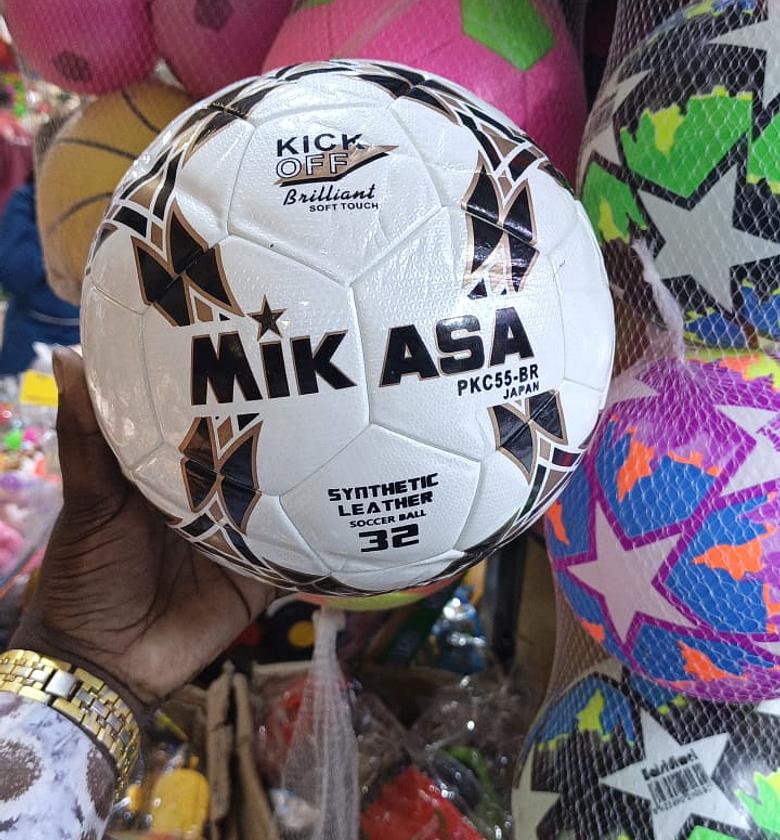 KICK
OFF
Brilliant
SOFT TOUCH
MiKASA
PKC55-BR
JAPAN
SYNTHETIC
LEATHER
SOCCER BALL
32